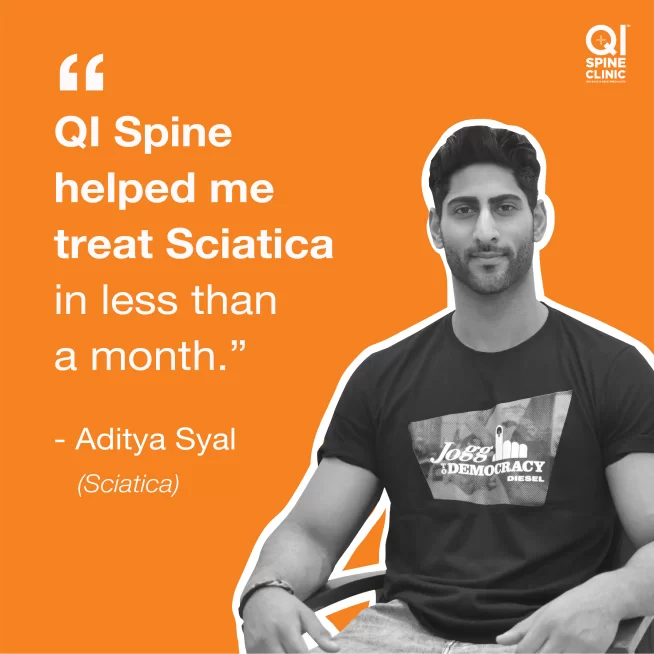 QI
SPINE
CLINIC
“
QI Spine
helped me
treat Sciatica
in less than
a month.”
- Aditya Syal
(Sciatica)
Jogg
TO DEMOCRACY
DIESEL